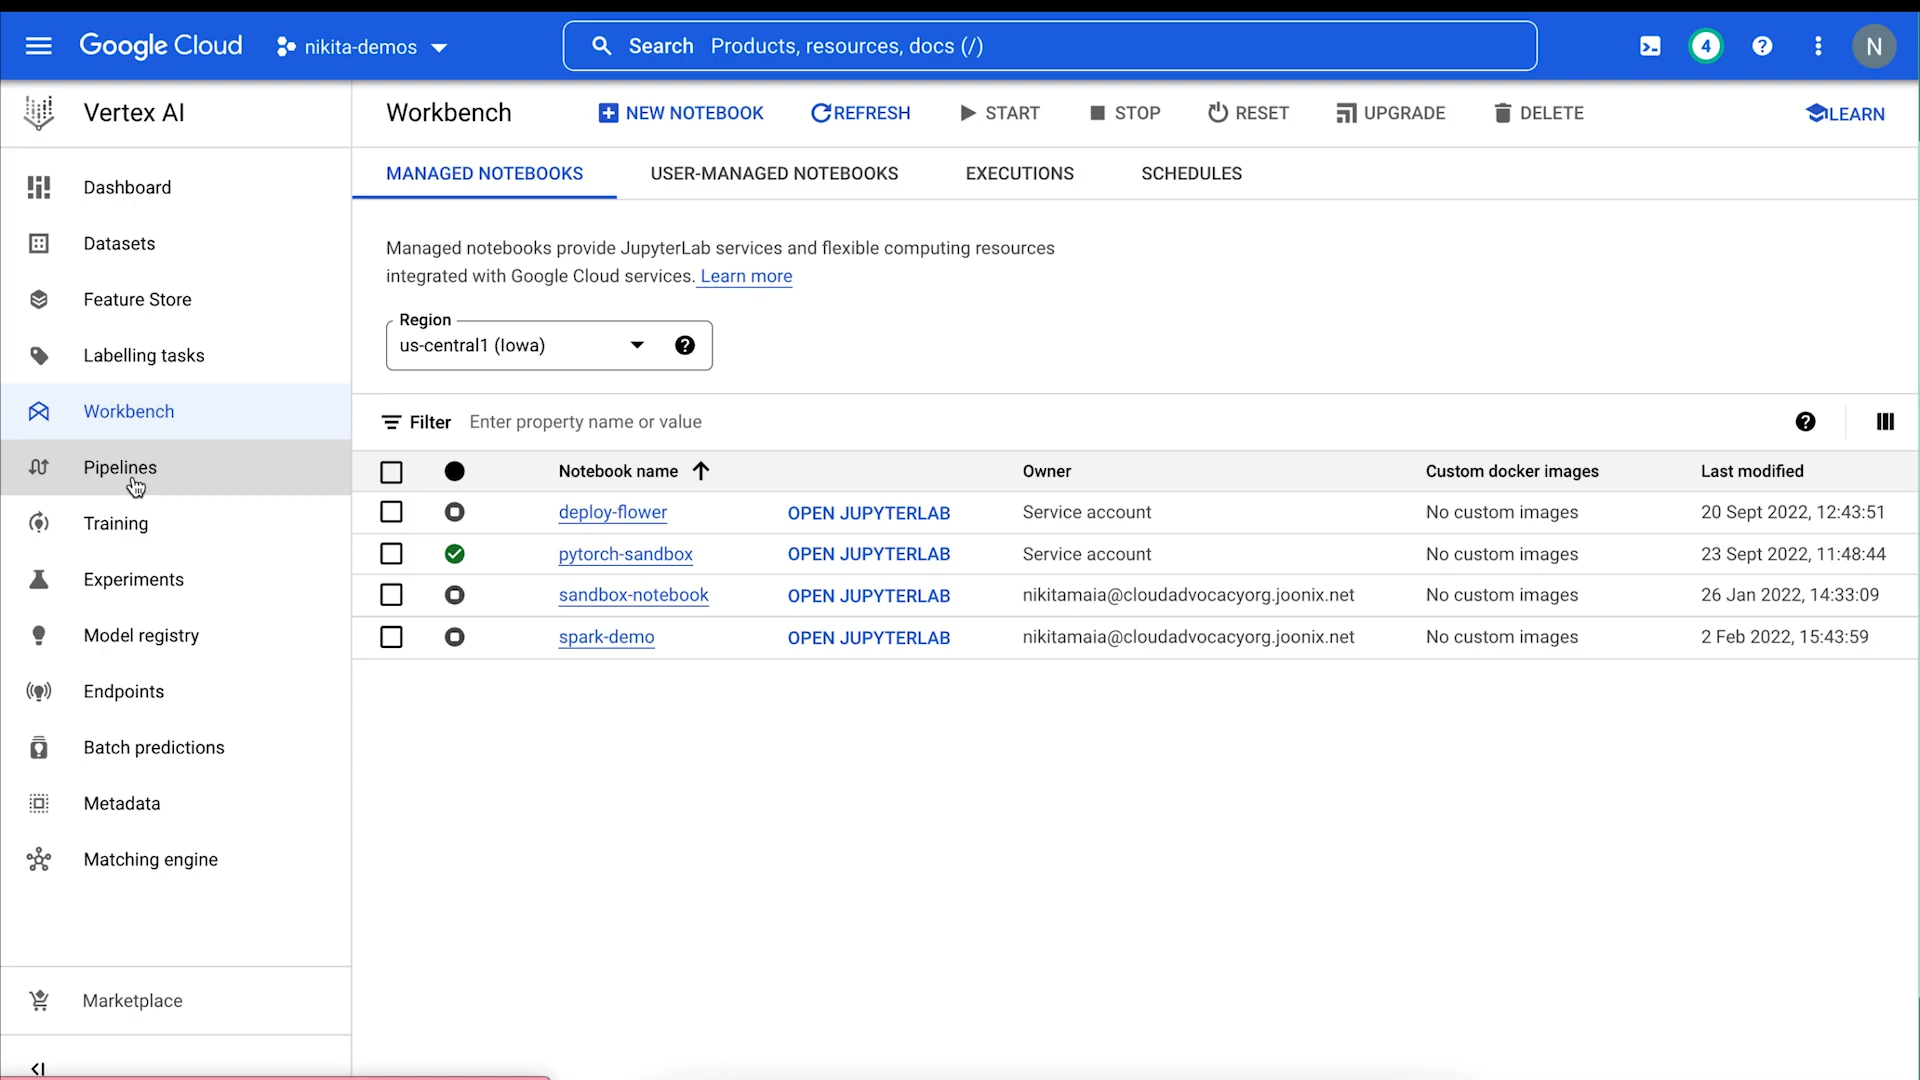 Google Cloud
nikita-demos
Search Products, resources, docs (/)
4
N
Vertex AI
Workbench
NEW NOTEBOOK
REFRESH
START
STOP
RESET
UPGRADE
DELETE
LEARN
Dashboard
Datasets
Feature Store
Labelling tasks
Workbench
Pipelines
Training
Experiments
Model registry
Endpoints
Batch predictions
Metadata
Matching engine
Marketplace
MANAGED NOTEBOOKS
USER-MANAGED NOTEBOOKS
EXECUTIONS
SCHEDULES
Managed notebooks provide JupyterLab services and flexible computing resources
integrated with Google Cloud services. Learn more
Region
us-central1 (Iowa)
Filter Enter property name or value
Notebook name Owner Custom docker images Last modified
deploy-flower OPEN JUPYTERLAB Service account No custom images 20 Sept 2022, 12:43:51
pytorch-sandbox OPEN JUPYTERLAB Service account No custom images 23 Sept 2022, 11:48:44
sandbox-notebook OPEN JUPYTERLAB nikitamaia@cloudadvocacyorg.joonix.net No custom images 26 Jan 2022, 14:33:09
spark-demo OPEN JUPYTERLAB nikitamaia@cloudadvocacyorg.joonix.net No custom images 2 Feb 2022, 15:43:59